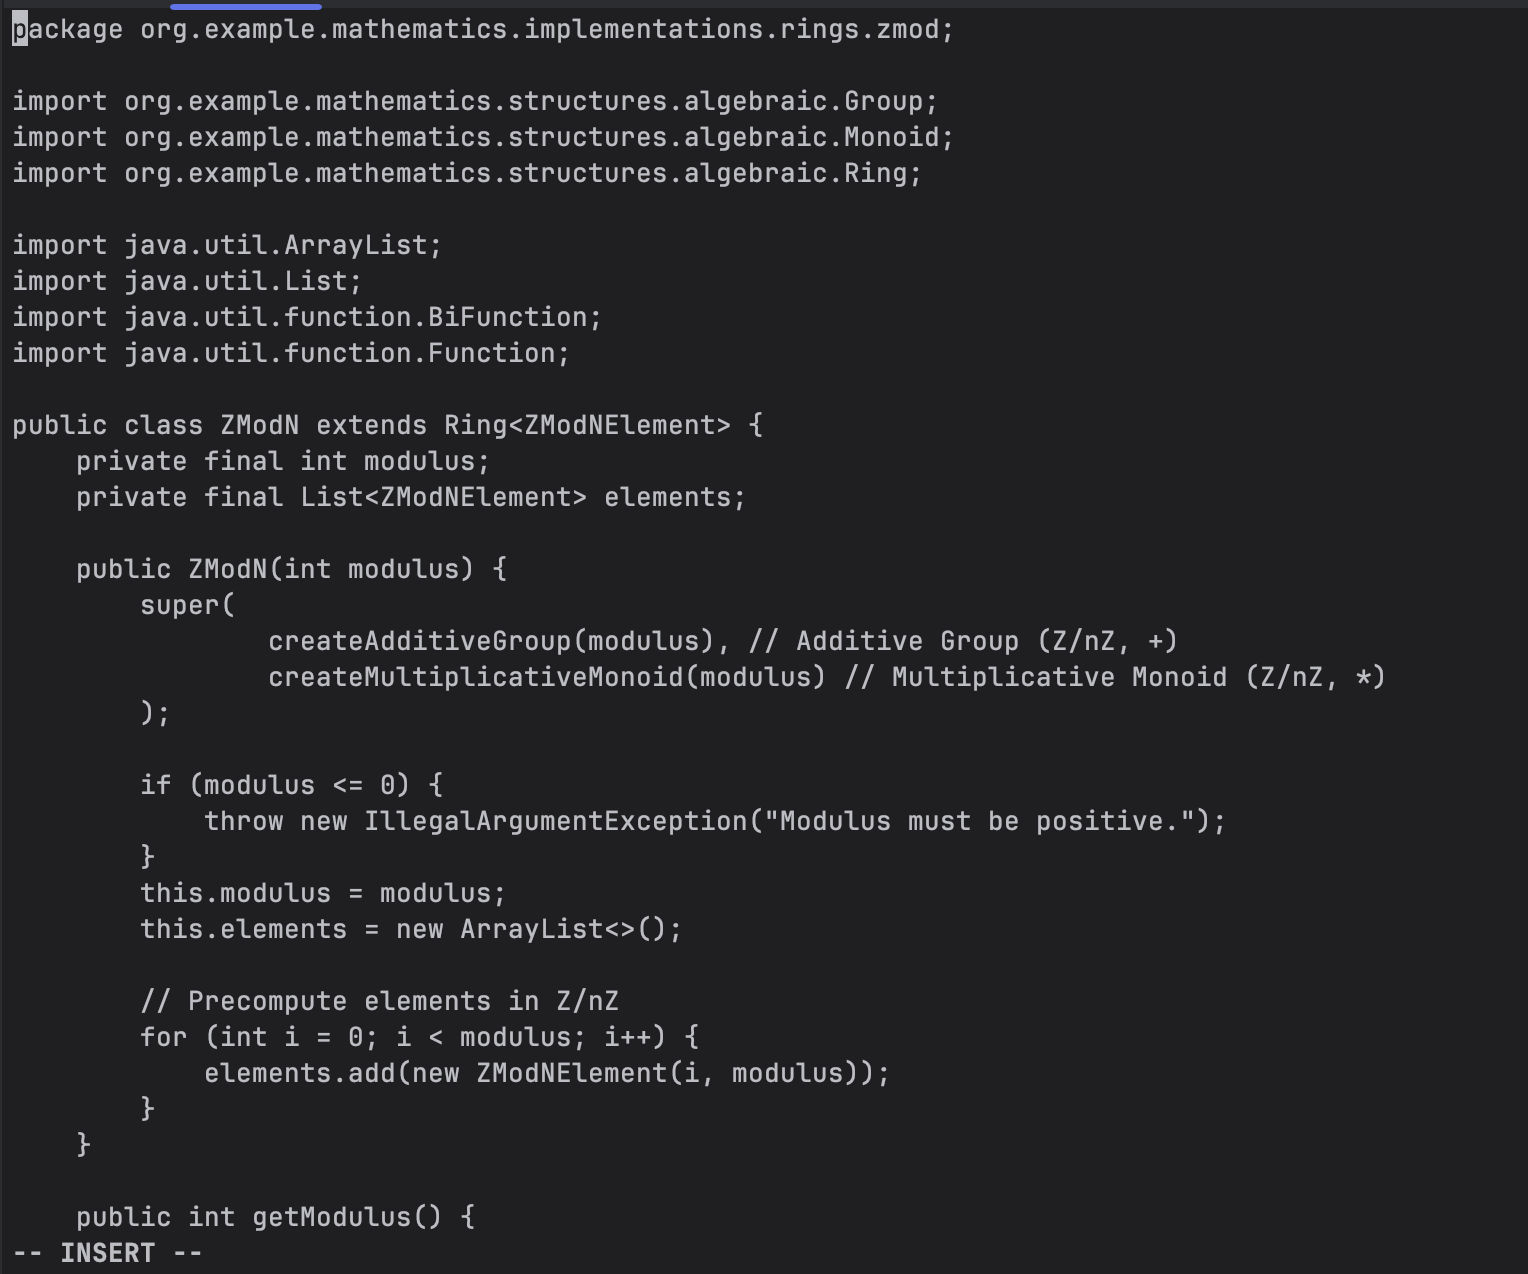 package org.example.mathematics.implementations.rings.zmod;

import org.example.mathematics.structures.algebraic.Group;
import org.example.mathematics.structures.algebraic.Monoid;
import org.example.mathematics.structures.algebraic.Ring;

import java.util.ArrayList;
import java.util.List;
import java.util.function.BiFunction;
import java.util.function.Function;

public class ZModN extends Ring<ZModNElement> {
    private final int modulus;
    private final List<ZModNElement> elements;

    public ZModN(int modulus) {
        super(
                createAdditiveGroup(modulus), // Additive Group (Z/nZ, +)
                createMultiplicativeMonoid(modulus) // Multiplicative Monoid (Z/nZ, *)
        );

        if (modulus <= 0) {
            throw new IllegalArgumentException("Modulus must be positive.");
        }
        this.modulus = modulus;
        this.elements = new ArrayList<>();

        // Precompute elements in Z/nZ
        for (int i = 0; i < modulus; i++) {
            elements.add(new ZModNElement(i, modulus));
        }
    }

    public int getModulus() {
-- INSERT --